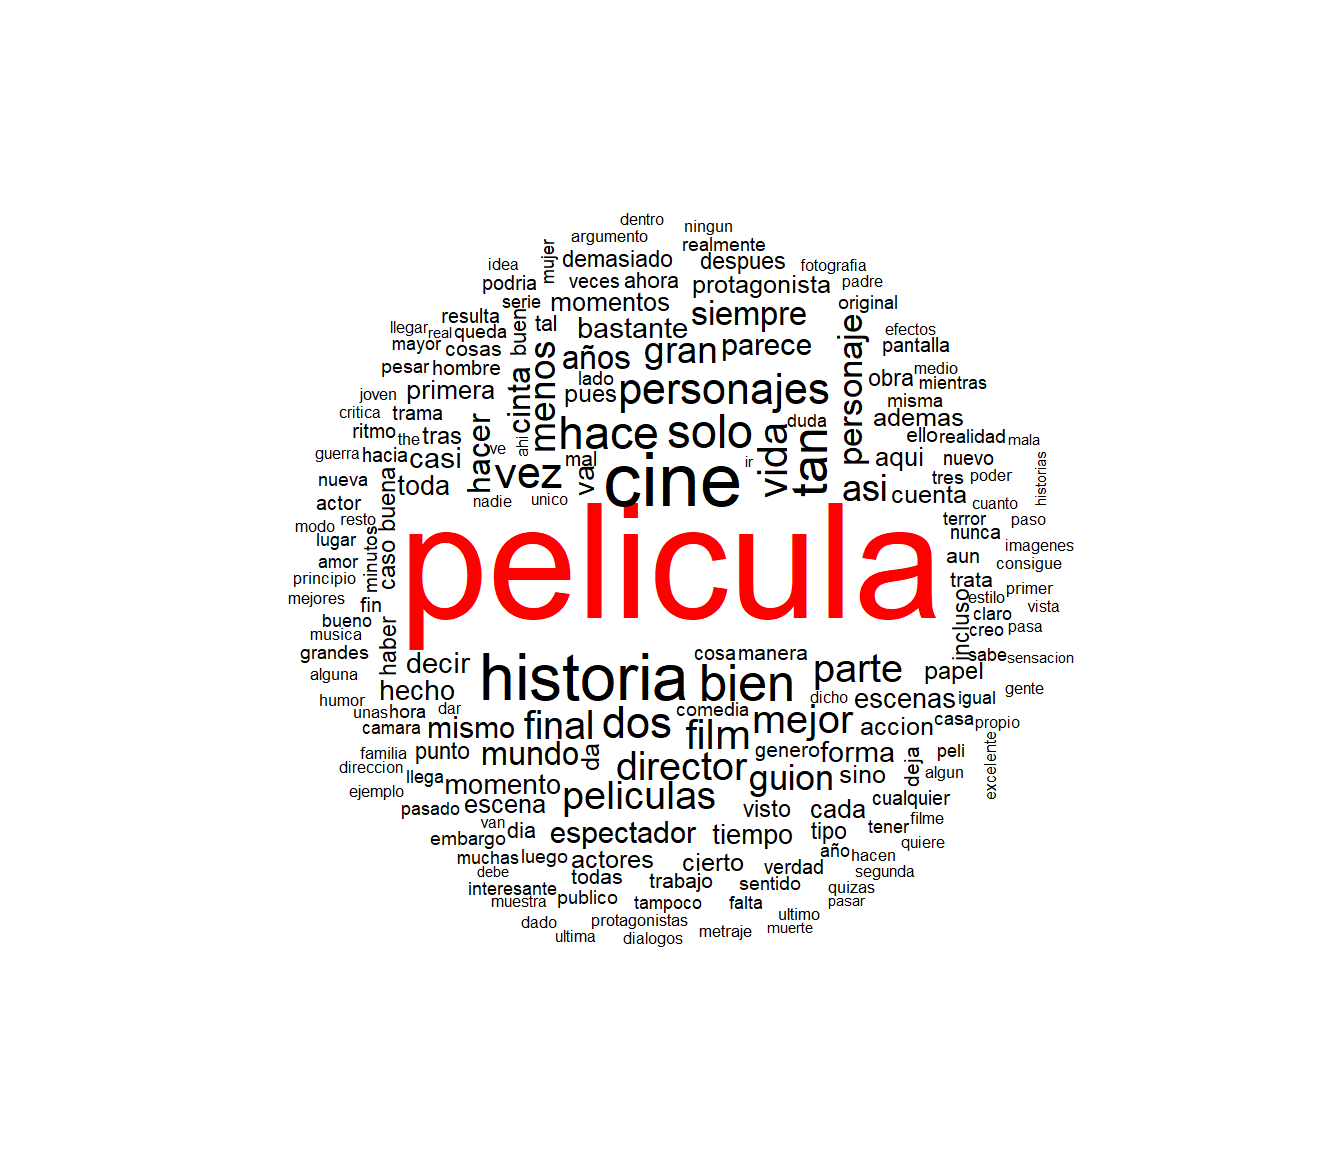 dentro
ningun
argumento
realmente
mujer
demasiado
despues
idea
fotografia
podria
veces
ahora
protagonista
padre
serie
momentos
original
resulta
buen
tal
bastante
siempre
personaje
llegar
real
queda
efectos
mayor
cosas
menos
años
gran
parece
pantalla
pesar
hombre
cinta
lado
personajes
obra
medio
mientras
joven
primera
pues
misma
critica
trama
hacer
hace
solo
vida
duda
tan
ademas
ritmo
the
tras
ve
ahi
ello
realidad
mala
guerra
hacia
casi
vez
mal
va
cine
ir
aqui
nuevo
historias
nueva
toda
asi
cuenta
tres
poder
actor
buena
nadie
unico
cuanto
modo
resto
pelicula
terror
paso
lugar
minutos
caso
nunca
imagenes
amor
aun
consigue
principio
trata
mejores
fin
incluso
estilo
primer
bueno
claro
vista
musica
haber
creo
pasa
grandes
decir
historia
cosa
manera
parte
papel
sabe
sensacion
alguna
hecho
bien
dicho
escenas
igual
gente
humor
unas
hora
dar
comedia
camara
mismo
final
dos
film
mejor
accion
casa
propio
familia
punto
mundo
da
genero
forma
deja
peli
excelente
direccion
llega
momento
director
guion
sino
algun
ejemplo
pasado
escena
peliculas
visto
cada
cualquier
van
embargo
dia
espectador
tiempo
tipo
tener
filme
quiere
muchas
luego
actores
cierto
verdad
año
hacen
debe
segunda
interesante
todas
trabajo
sentido
quizas
muestra
publico
tampoco
falta
pasar
dado
protagonistas
ultimo
ultima
dialogos
metraje
muerte